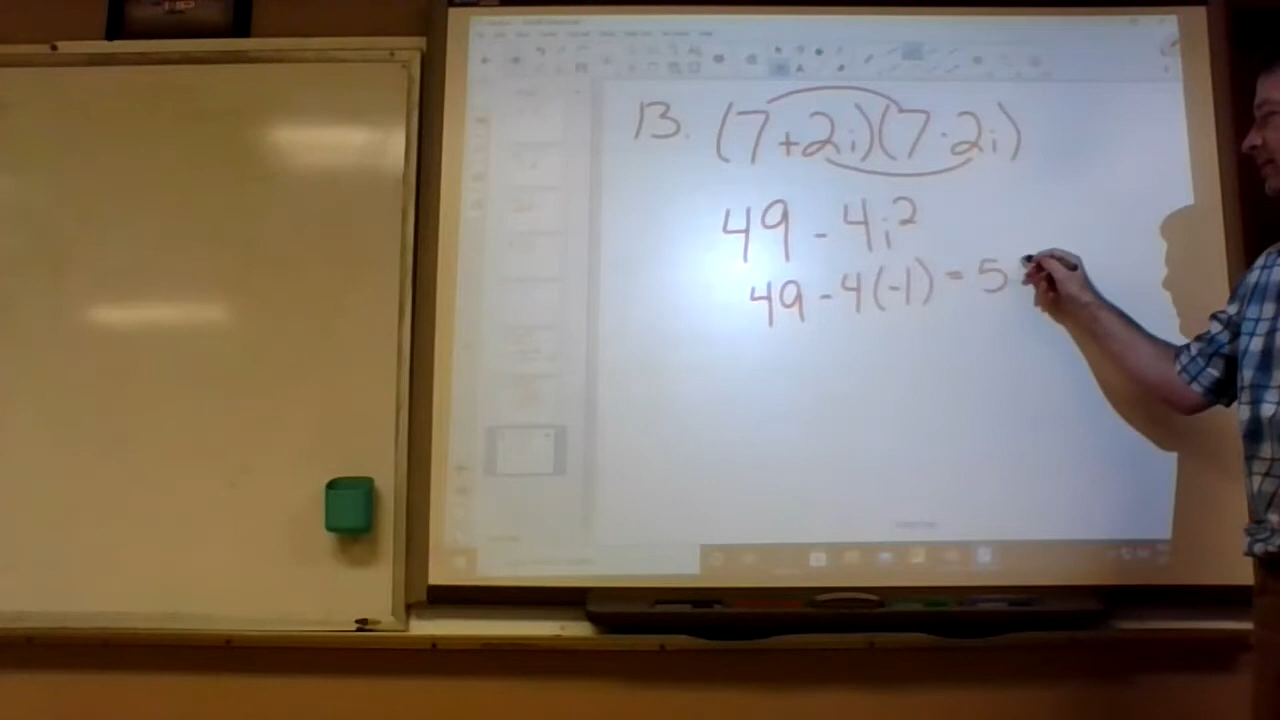 13. (7+2i)(7-2i)
49 - 4i²
49 - 4(-1) = 5